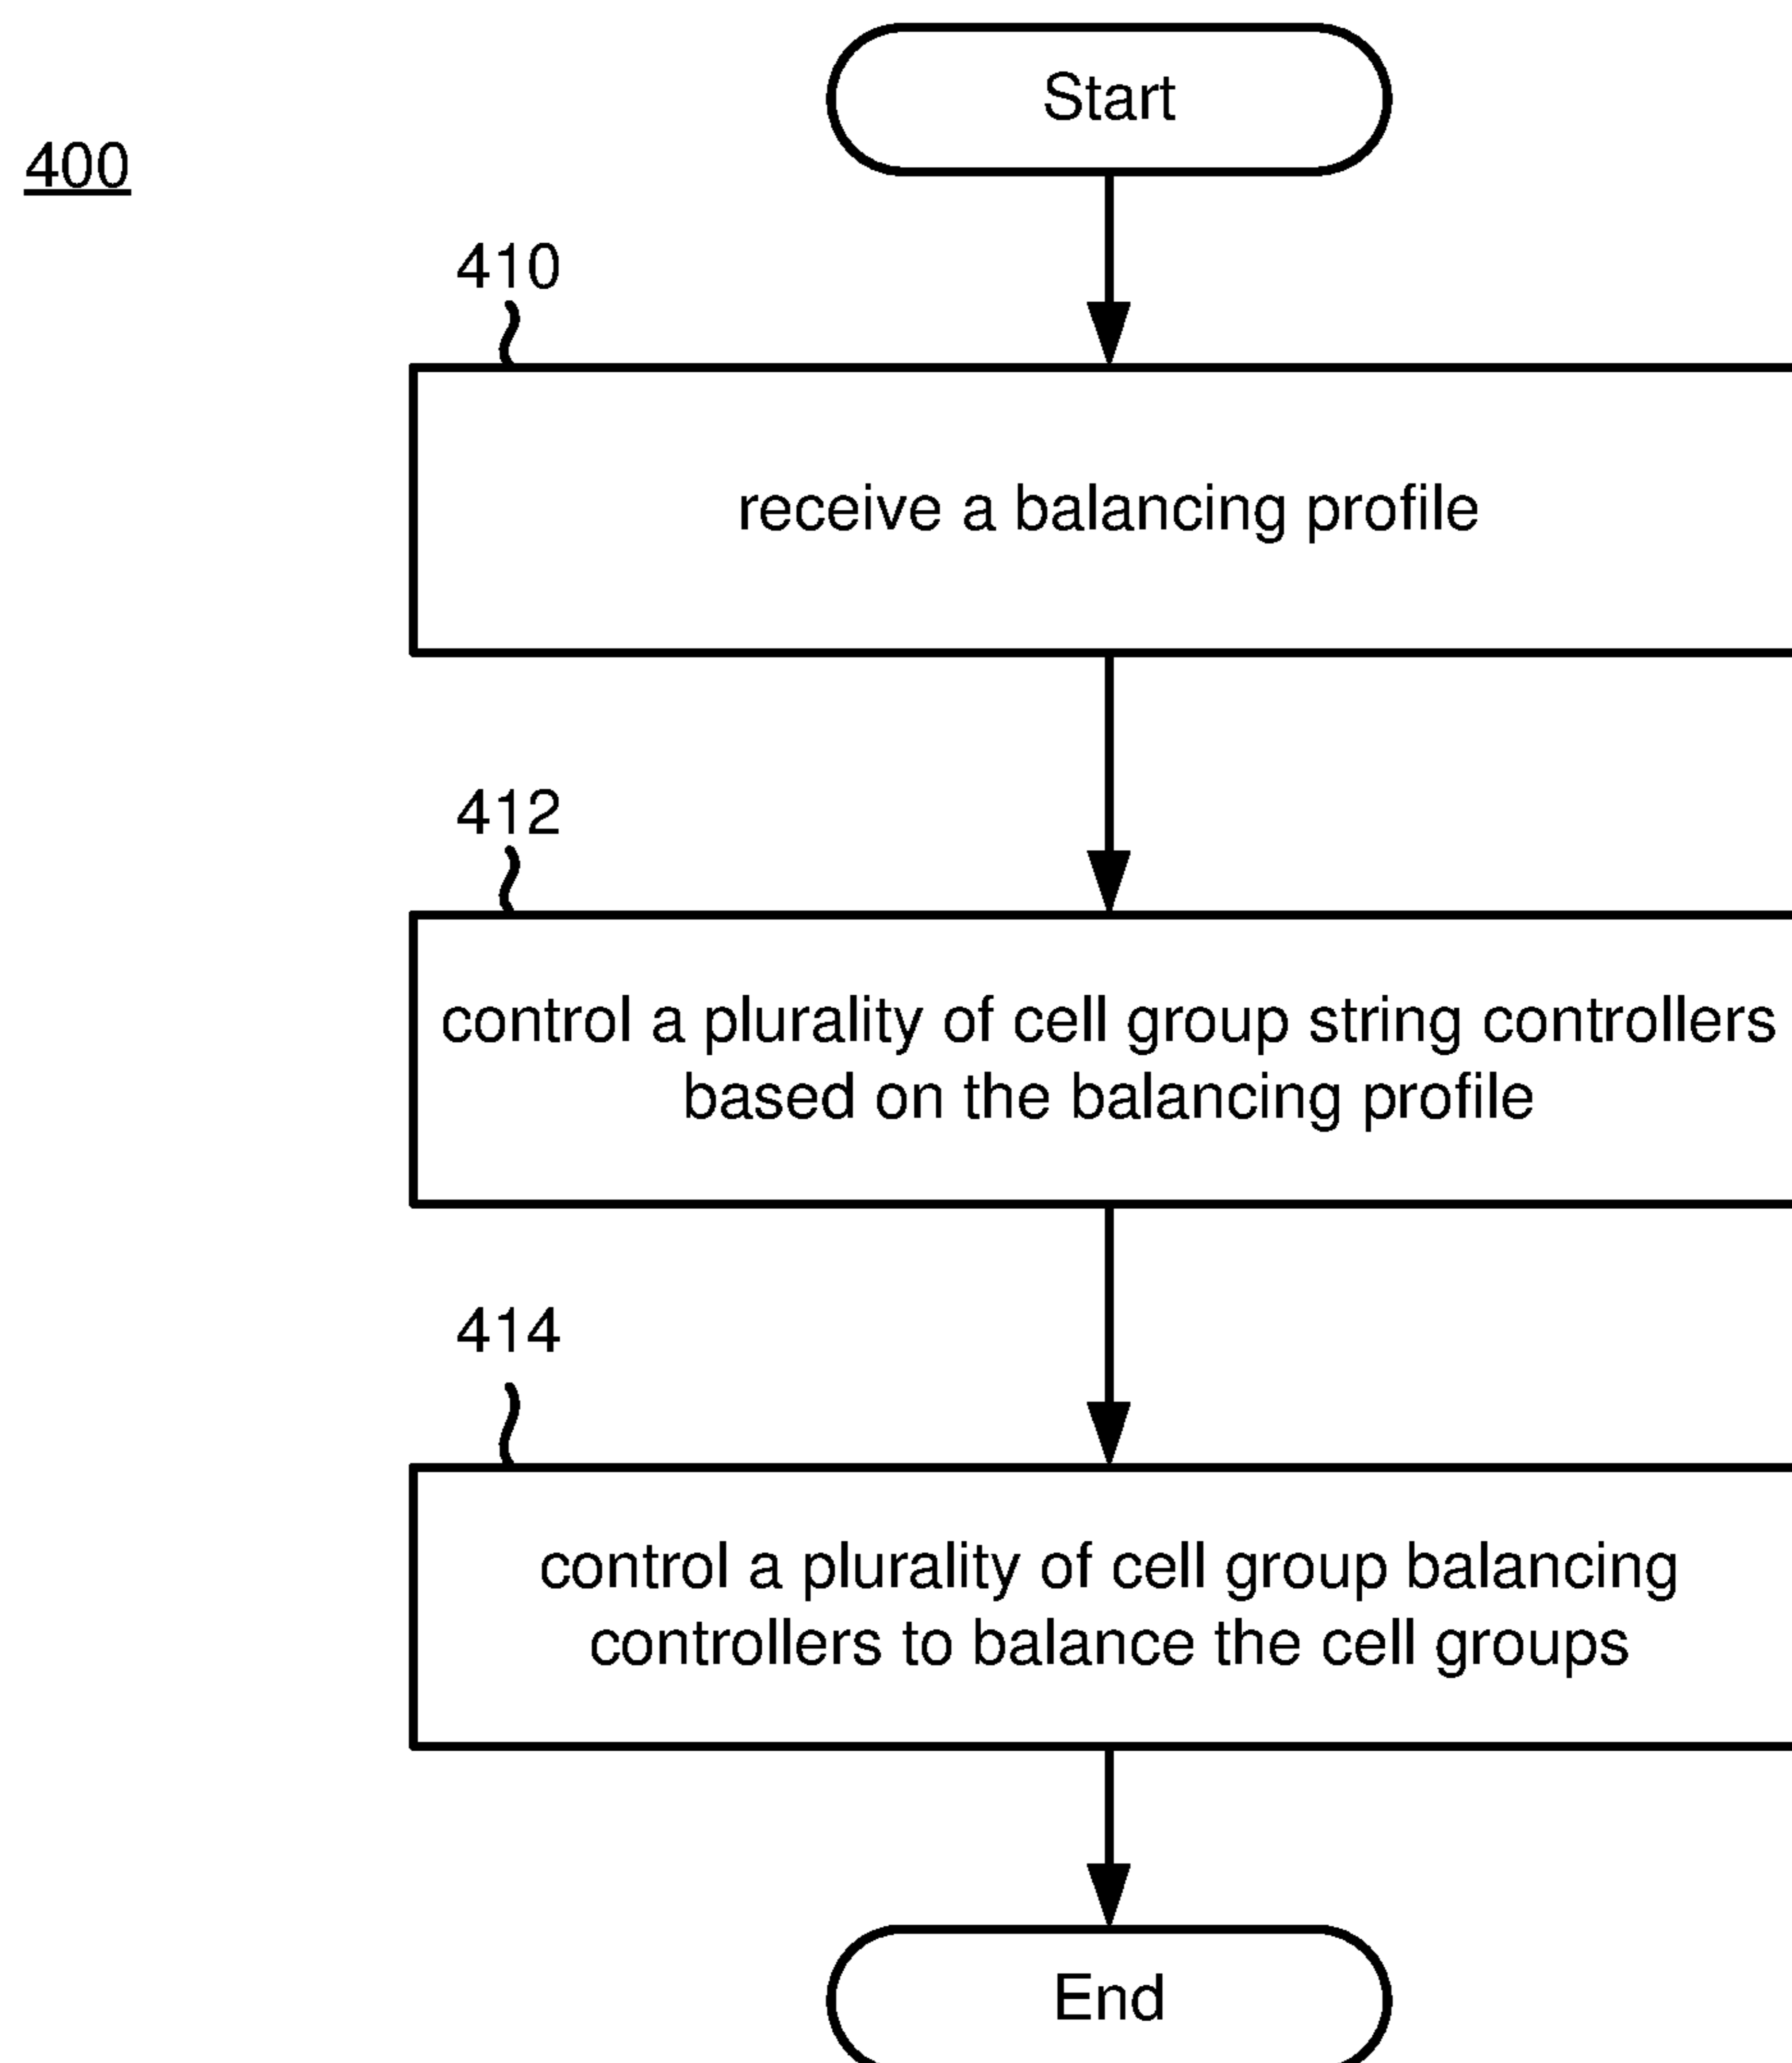 Start
400
410
receive a balancing profile
412
control a plurality of cell group string controllers
based on the balancing profile
414
control a plurality of cell group balancing
controllers to balance the cell groups
End